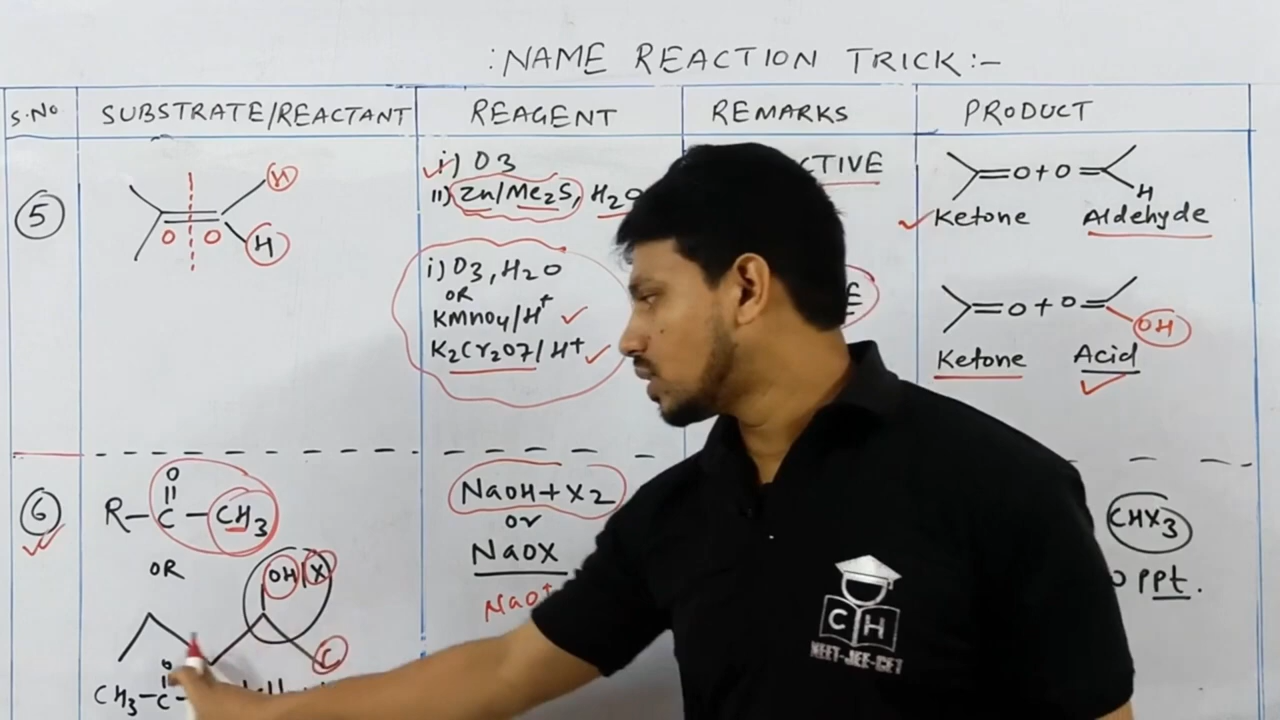 : NAME REACTION TRICK :-
S.No
SUBSTRATE/REACTANT
REAGENT
REMARKS
PRODUCT
5
H
O O H
i) O3
ii) Zn/Me2S, H2O
i) O3, H2O
OR
KMnO4/H+
K2Cr2O7/H+
CTIVE
E
=O + O=
H
Ketone Aldehyde
=O + O=
OH
Ketone Acid
6
O
R-C-CH3
OR
OH/X
C
O
CH3-C-
NaOH+X2
or
NaOX
CHX3
ppt.
C H
NEET-JEE-CET